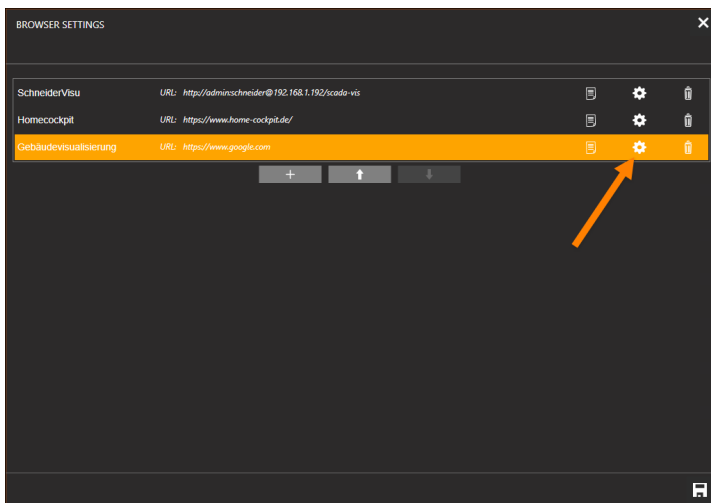 BROWSER SETTINGS
SchneiderVisu URL: http://admin:schneider@192.168.1.192/scada-vis
Homecockpit URL: https://www.home-cockpit.de/
Gebäudevisualisierung URL: https://www.google.com